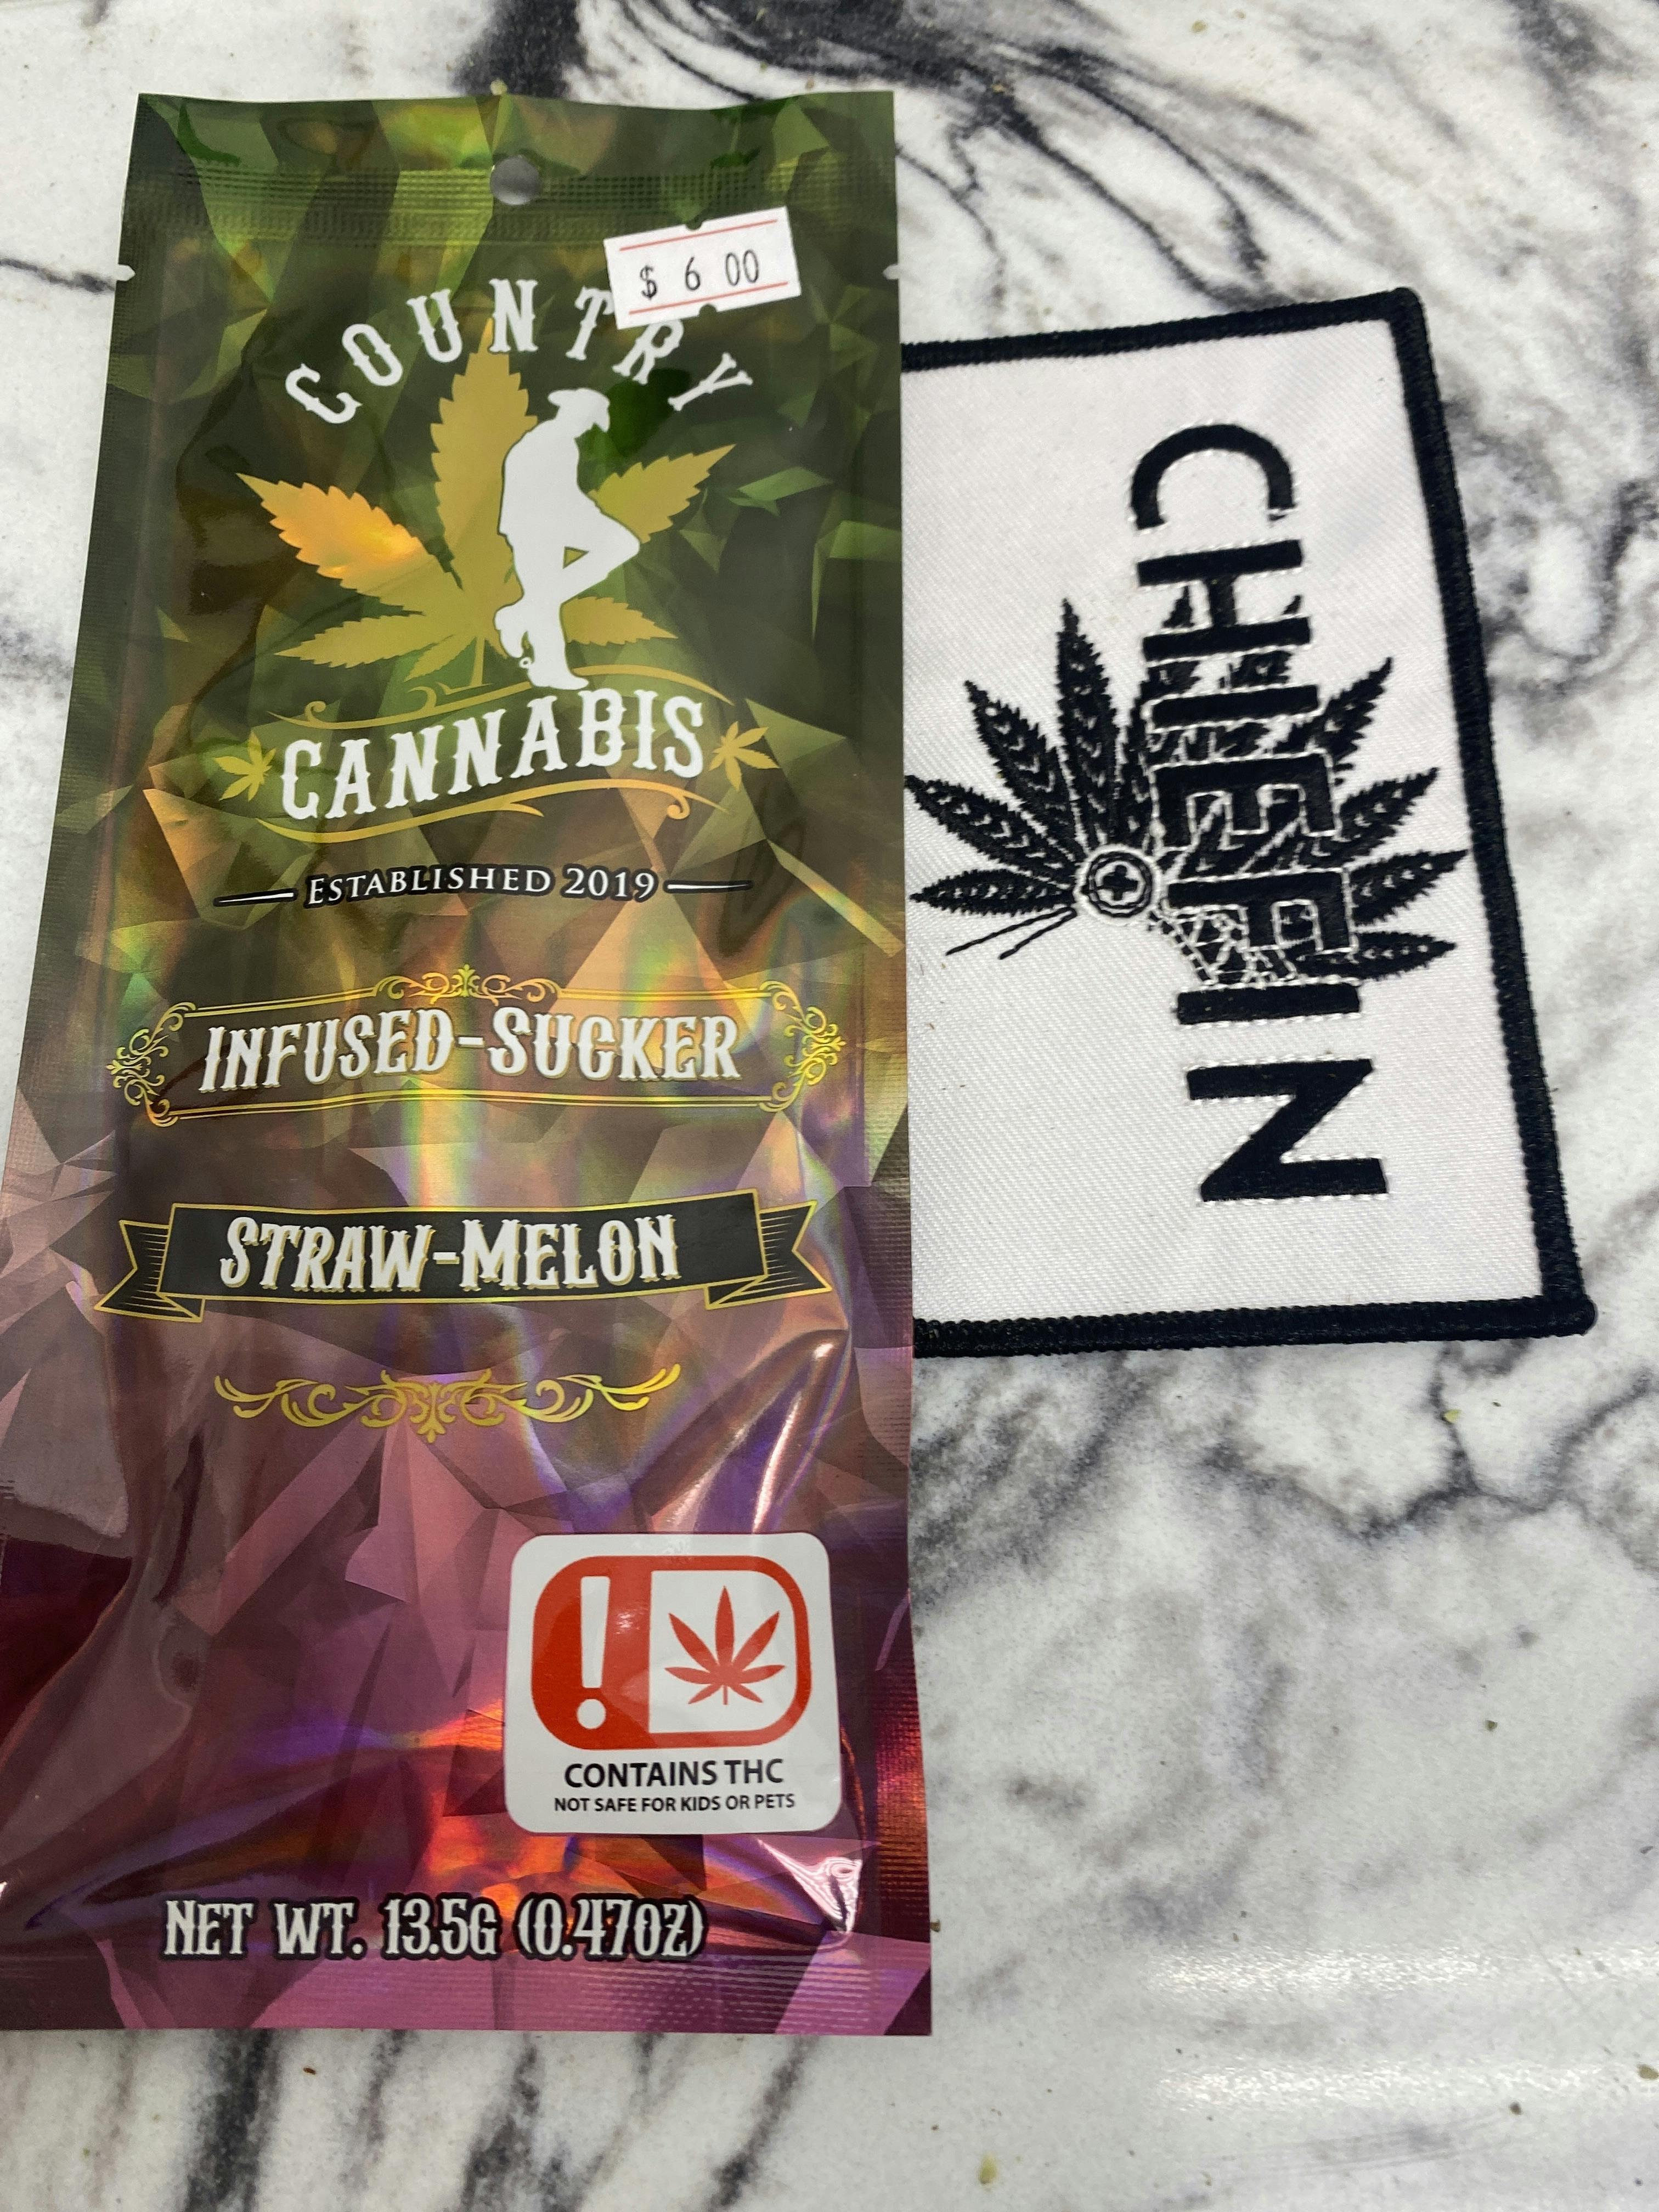 $ 6 00
COUNTRY
CANNABIS
ESTABLISHED 2019
INFUSED-SUCKER
STRAW-MELON
!
CONTAINS THC
NOT SAFE FOR KIDS OR PETS
NET WT. 13.5G (0.47OZ)
CHIEFIN